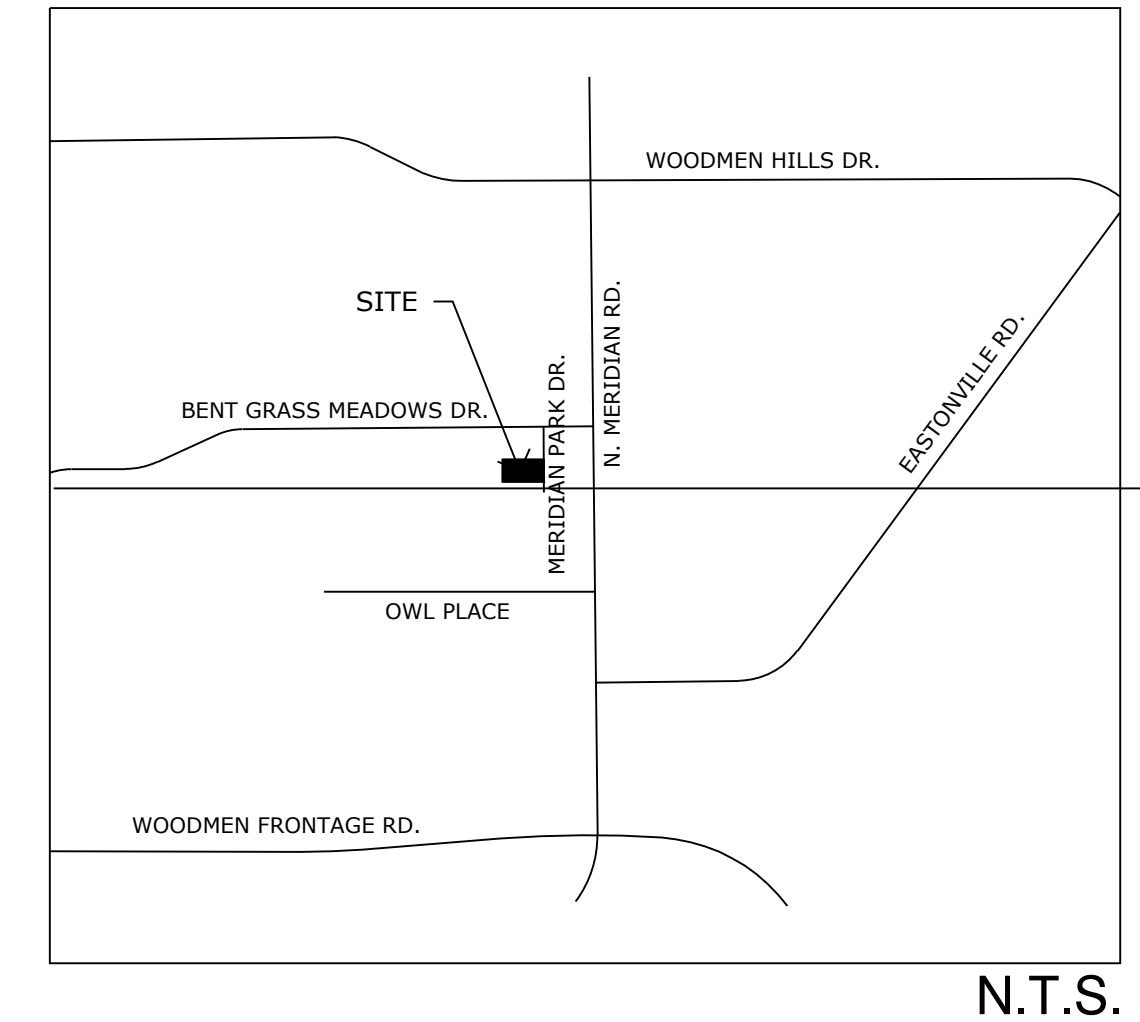 WOODMEN HILLS DR.
SITE
N. MERIDIAN RD.
EASTONVILLE RD.
MERIDIAN PARK DR.
BENT GRASS MEADOWS DR.
OWL PLACE
WOODMEN FRONTAGE RD.
N.T.S.